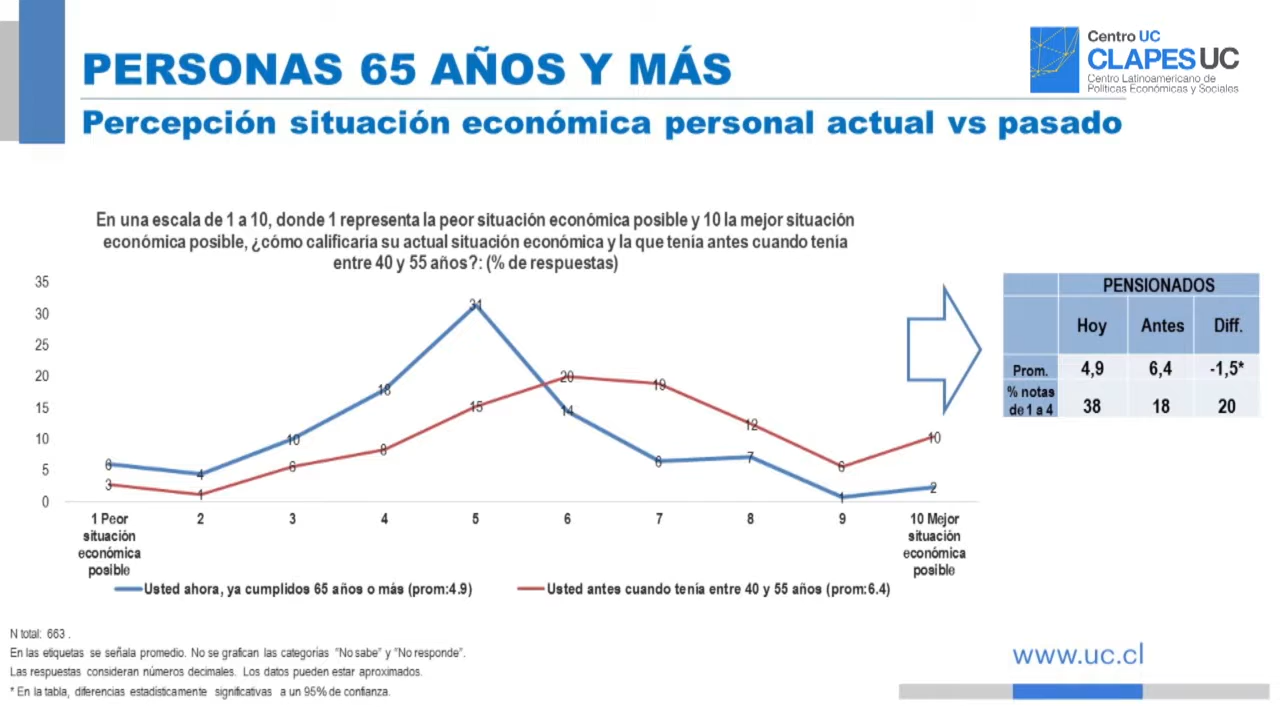 PERSONAS 65 AÑOS Y MÁS
Centro UC
CLAPES UC
Centro Latinoamericano de
Políticas Económicas y Sociales
Percepción situación económica personal actual vs pasado
En una escala de 1 a 10, donde 1 representa la peor situación económica posible y 10 la mejor situación
económica posible, ¿cómo calificaría su actual situación económica y la que tenía antes cuando tenía
entre 40 y 55 años?: (% de respuestas)
35
30
25
20
15
10
5
0
6
4
10
18
31
14
6
7
1
2
3
1
6
8
15
20
19
12
6
10
1 Peor
situación
económica
posible
2
3
4
5
6
7
8
9
10 Mejor
situación
económica
posible
Usted ahora, ya cumplidos 65 años o más (prom:4.9)
Usted antes cuando tenía entre 40 y 55 años (prom:6.4)
PENSIONADOS
Hoy Antes Diff.
Prom. 4,9 6,4 -1,5*
% notas
de 1 a 4 38 18 20
N total: 663 .
En las etiquetas se señala promedio. No se grafican las categorías "No sabe" y "No responde".
Las respuestas consideran números decimales. Los datos pueden estar aproximados.
* En la tabla, diferencias estadísticamente significativas a un 95% de confianza.
www.uc.cl